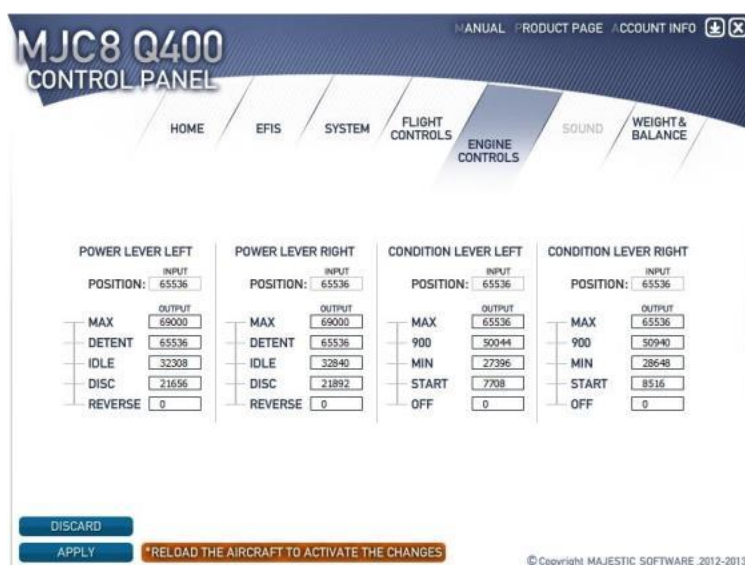 MANUAL PRODUCT PAGE ACCOUNT INFO
MJC8 Q400
CONTROL PANEL
HOME EFIS SYSTEM FLIGHT CONTROLS ENGINE CONTROLS SOUND WEIGHT & BALANCE
POWER LEVER LEFT POWER LEVER RIGHT CONDITION LEVER LEFT CONDITION LEVER RIGHT
INPUT INPUT INPUT INPUT
POSITION: 65536 POSITION: 65536 POSITION: 65536 POSITION: 65536
OUTPUT OUTPUT OUTPUT OUTPUT
MAX 69000 MAX 69000 MAX 65536 MAX 65536
DETENT 65536 DETENT 65536 900 50044 900 50940
IDLE 32308 IDLE 32840 MIN 27396 MIN 28648
DISC 21656 DISC 21892 START 7708 START 8516
REVERSE 0 REVERSE 0 OFF 0 OFF 0
DISCARD
APPLY *RELOAD THE AIRCRAFT TO ACTIVATE THE CHANGES
© Copyright MAJESTIC SOFTWARE ,2012-2013